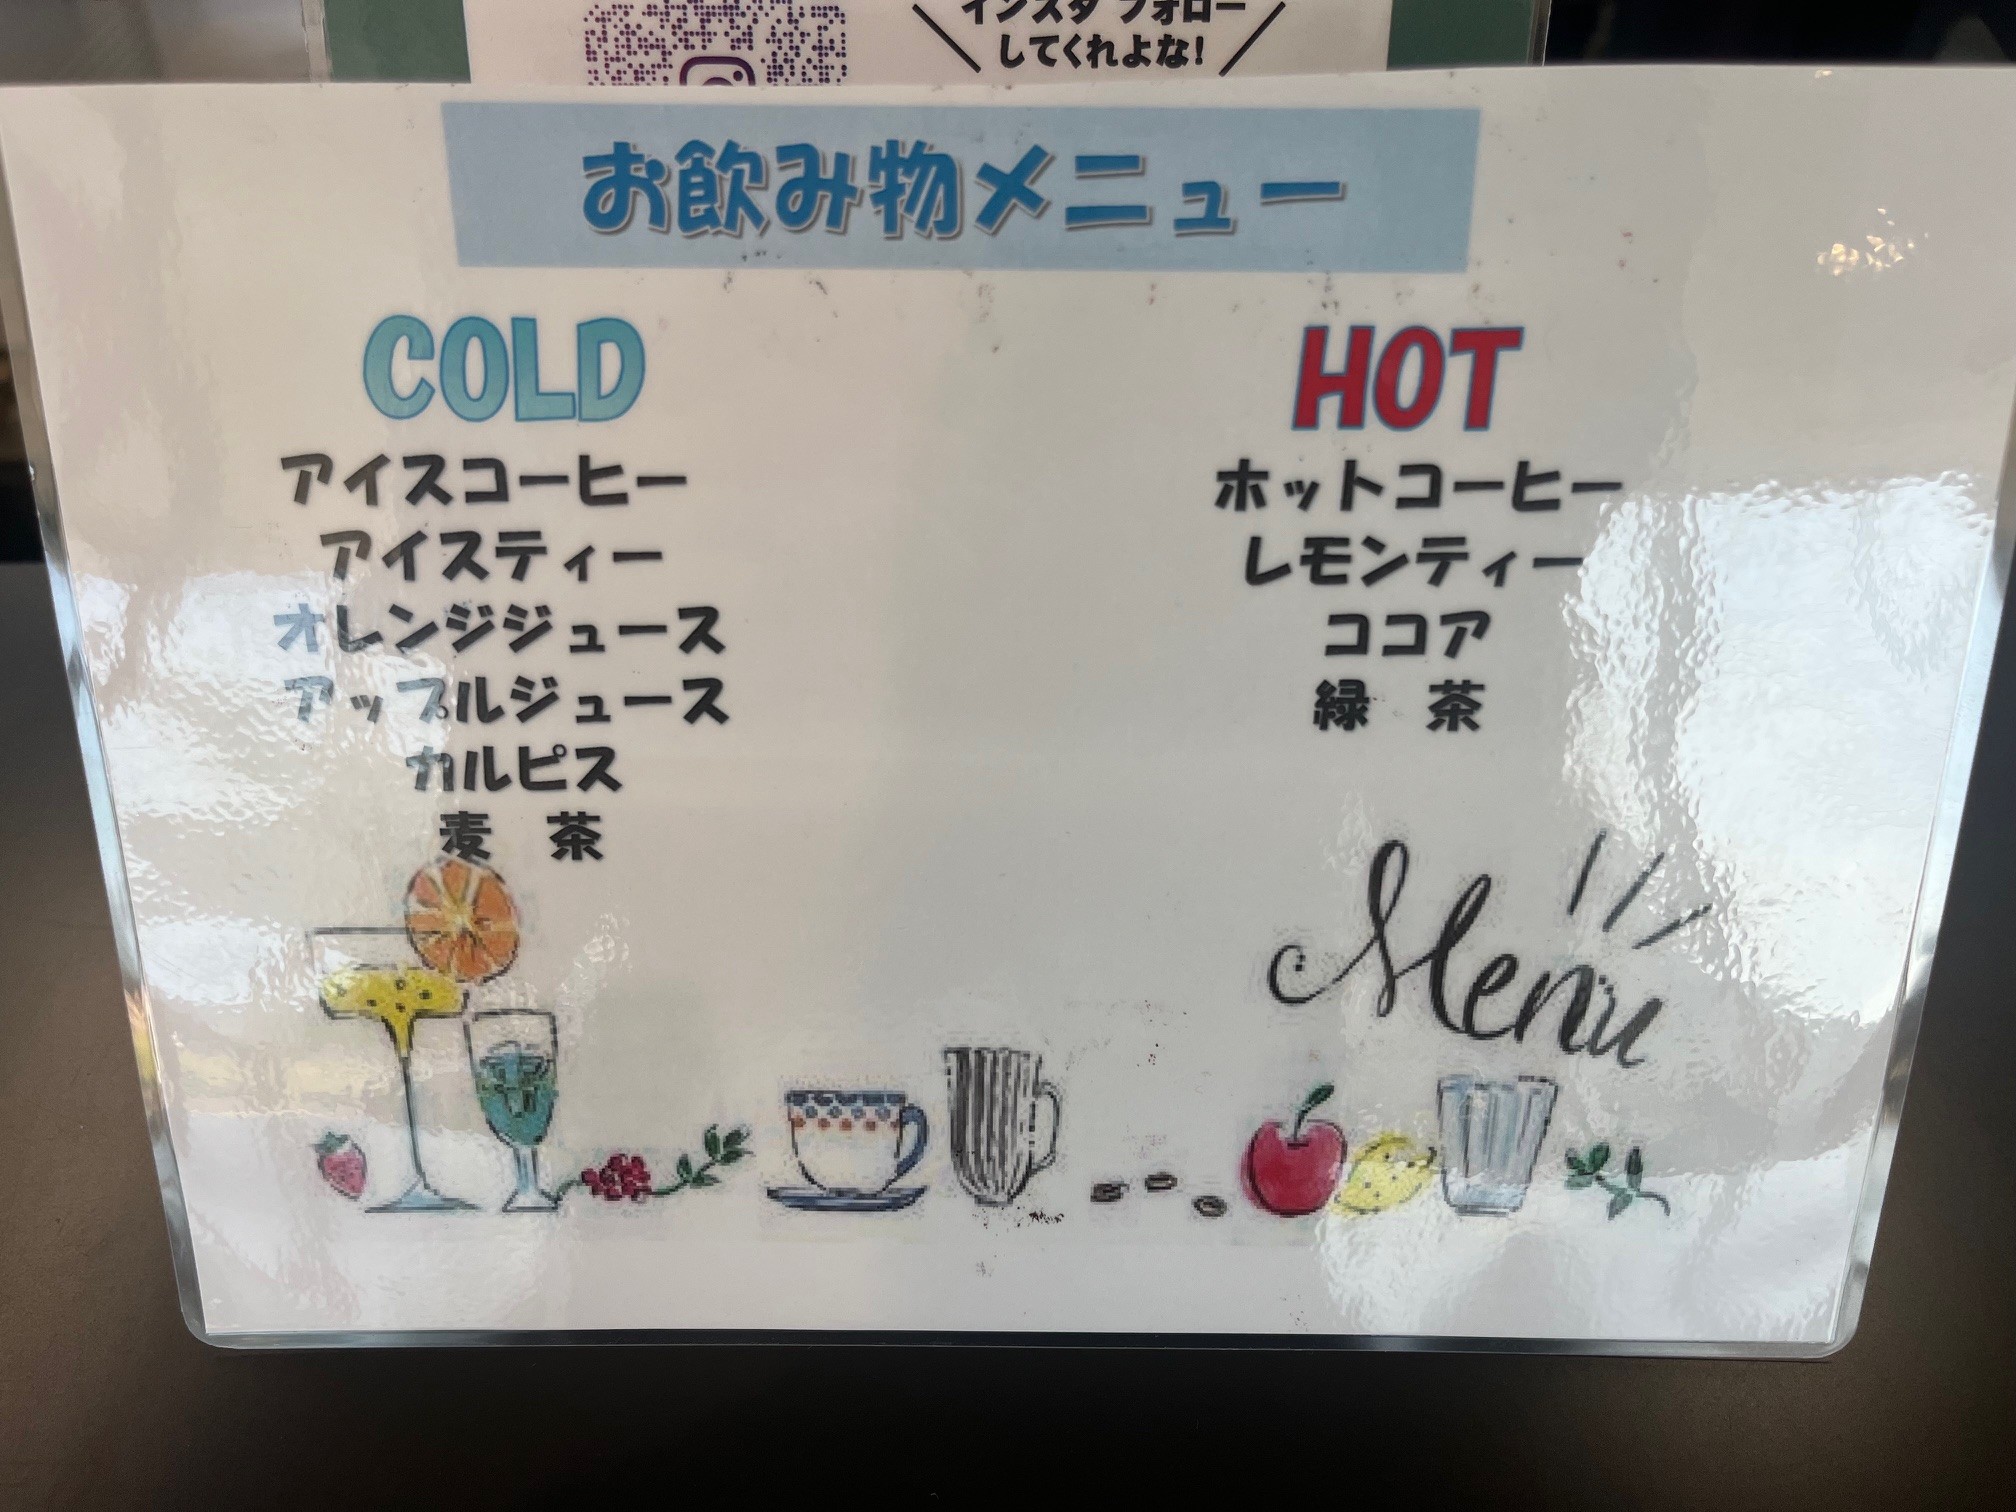 インスタ フォロー
してくれよな!
お飲み物メニュー
COLD
アイスコーヒー
アイスティー
オレンジジュース
アップルジュース
カルピス
麦　茶
HOT
ホットコーヒー
レモンティー
ココア
緑　茶
Menu